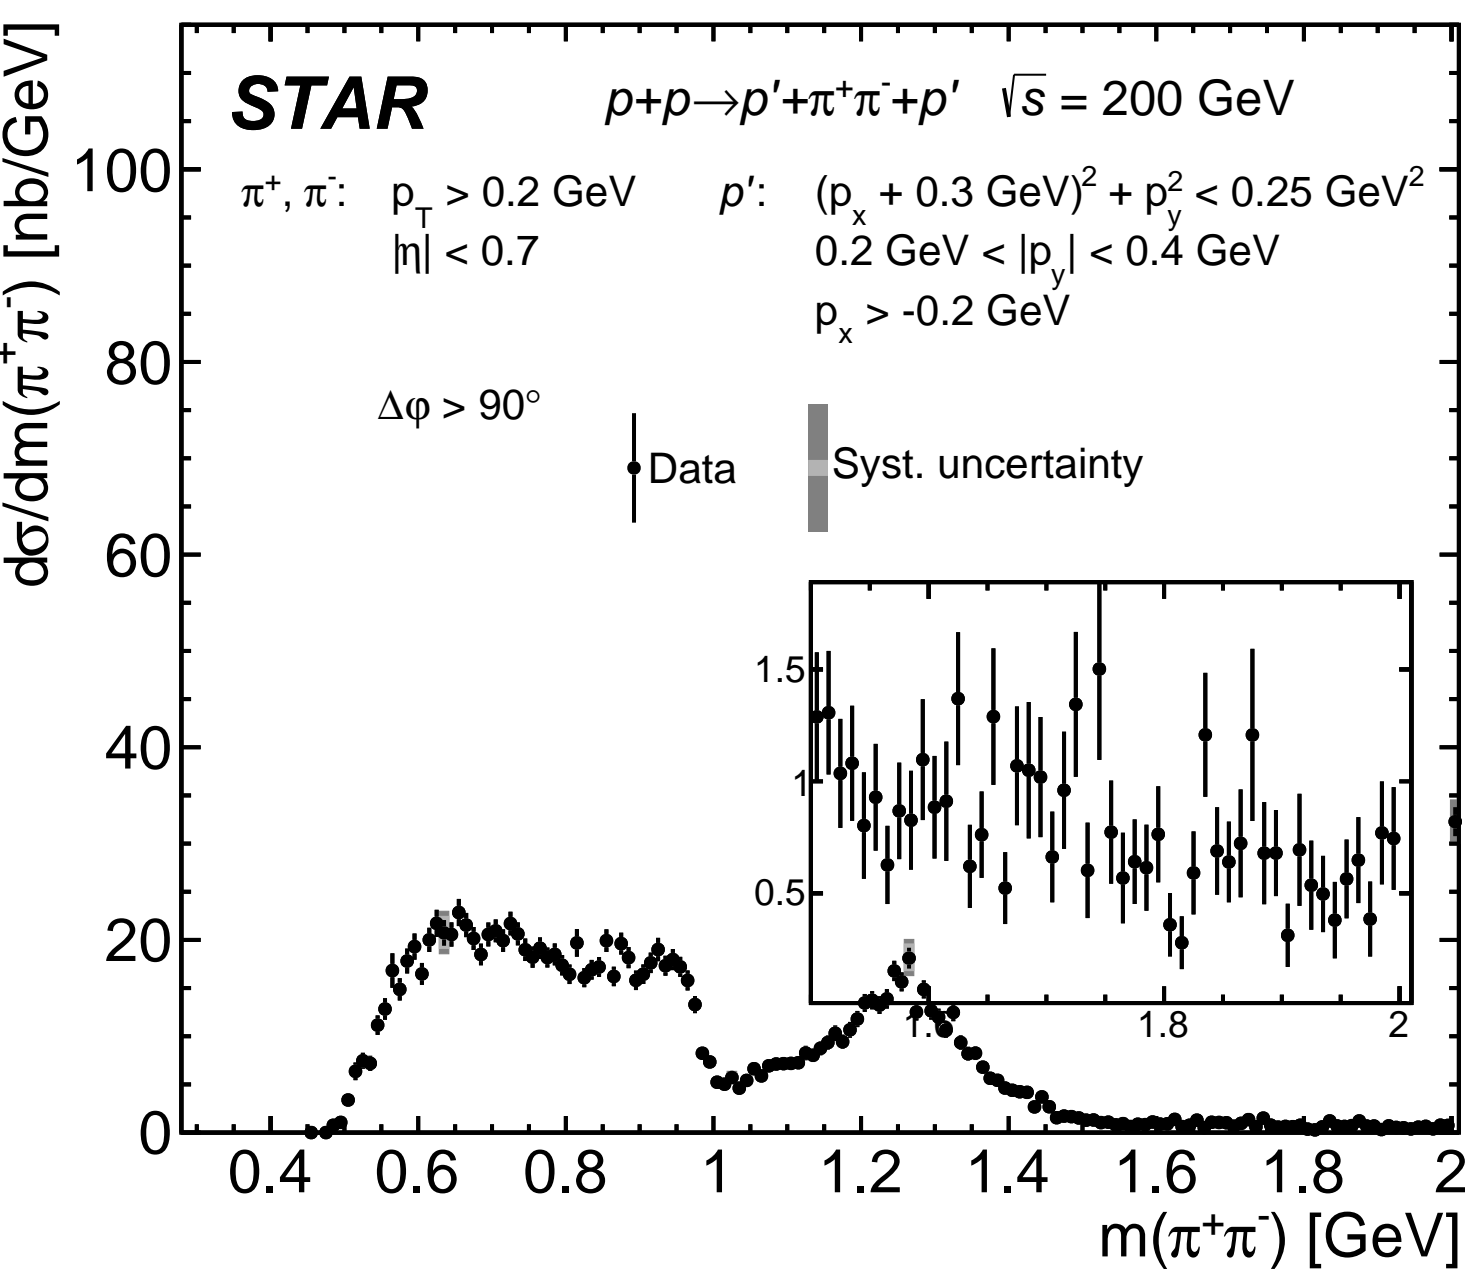 dσ/dm(π⁺π⁻) [nb/GeV]
STAR p+p→p′+π⁺π⁻+p′ √s = 200 GeV
π⁺, π⁻: p_T > 0.2 GeV p′: (p_x + 0.3 GeV)² + p_y² < 0.25 GeV²
|η| < 0.7 0.2 GeV < |p_y| < 0.4 GeV
p_x > -0.2 GeV
Δφ > 90°
Data Syst. uncertainty
100
80
60
40
20
0
1.5
1
0.5
1.8 2
0.4 0.6 0.8 1 1.2 1.4 1.6 1.8 2
m(π⁺π⁻) [GeV]